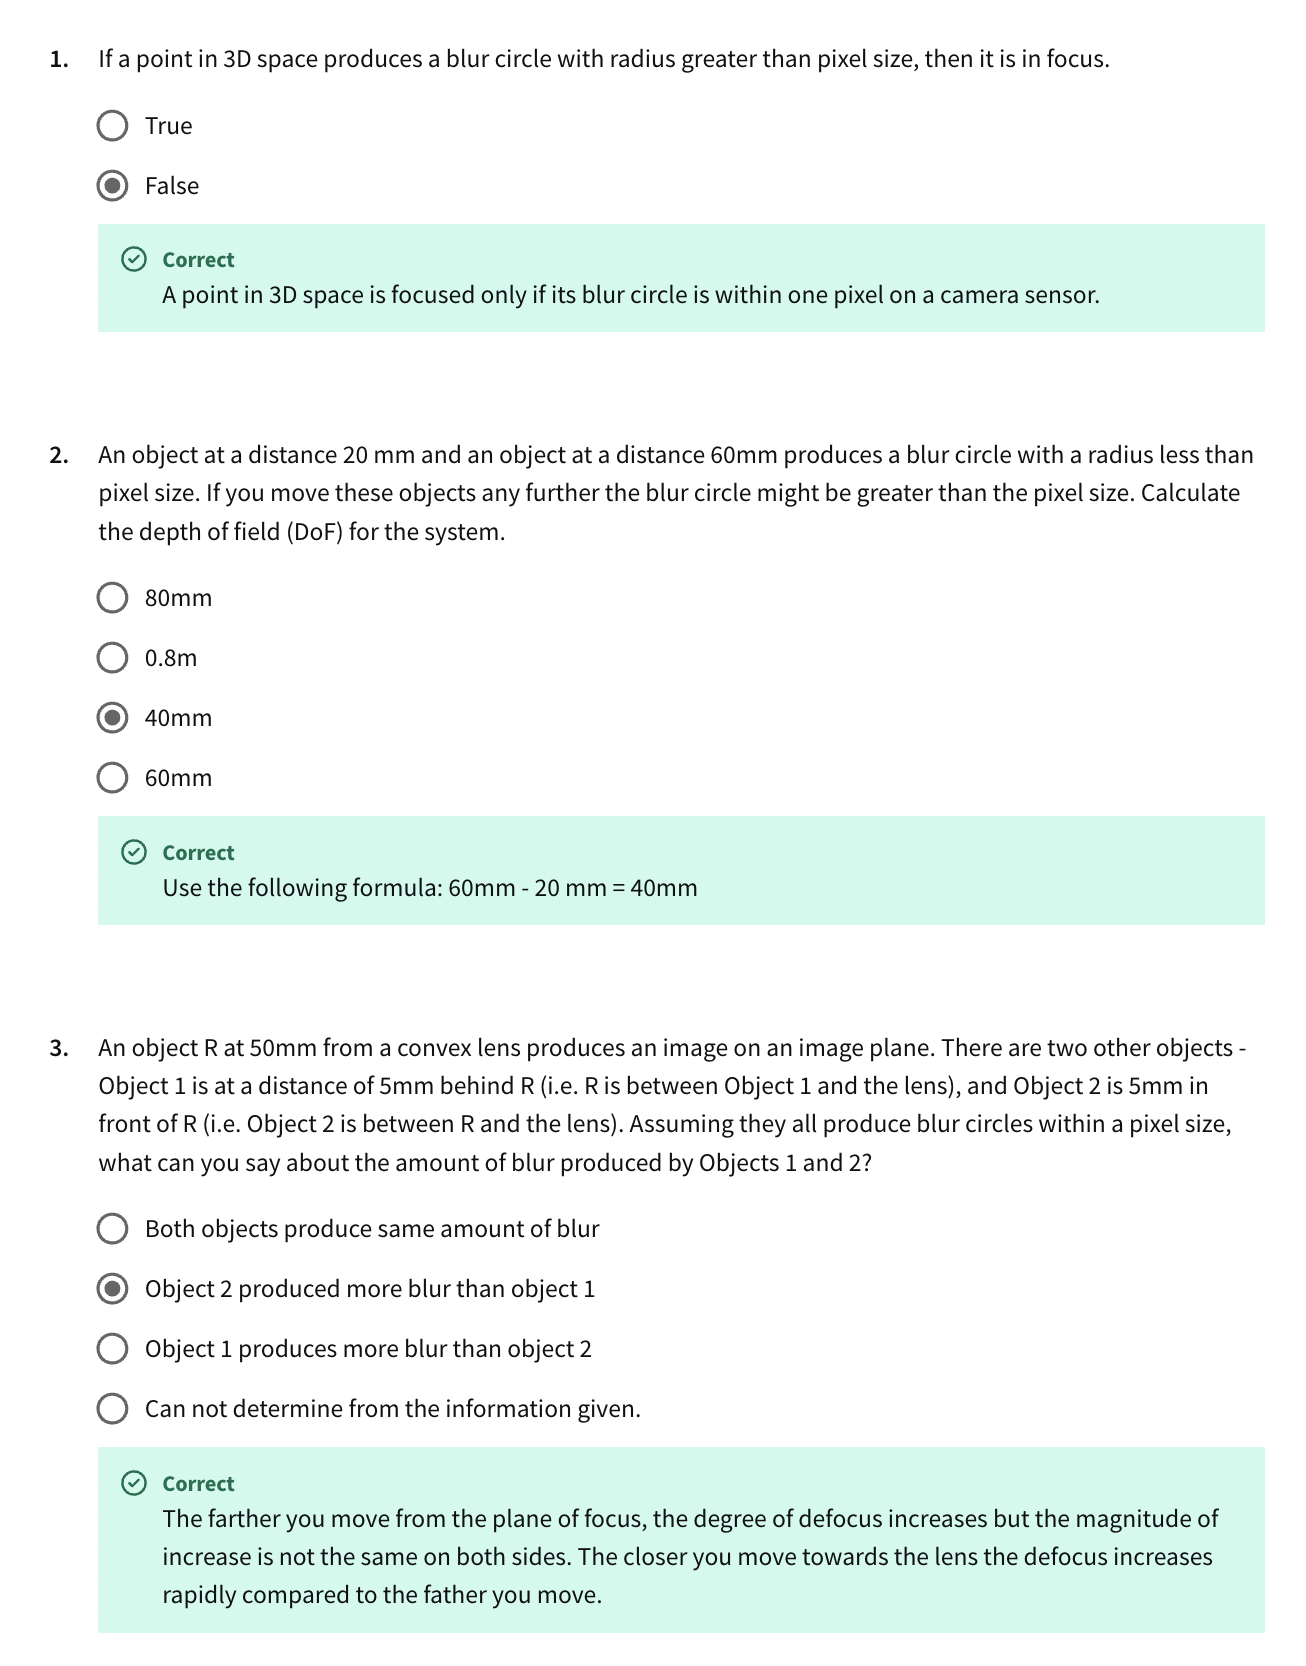 1. If a point in 3D space produces a blur circle with radius greater than pixel size, then it is in focus.
True
False
Correct
A point in 3D space is focused only if its blur circle is within one pixel on a camera sensor.
2. An object at a distance 20 mm and an object at a distance 60mm produces a blur circle with a radius less than
pixel size. If you move these objects any further the blur circle might be greater than the pixel size. Calculate
the depth of field (DoF) for the system.
80mm
0.8m
40mm
60mm
Correct
Use the following formula: 60mm - 20 mm = 40mm
3. An object R at 50mm from a convex lens produces an image on an image plane. There are two other objects -
Object 1 is at a distance of 5mm behind R (i.e. R is between Object 1 and the lens), and Object 2 is 5mm in
front of R (i.e. Object 2 is between R and the lens). Assuming they all produce blur circles within a pixel size,
what can you say about the amount of blur produced by Objects 1 and 2?
Both objects produce same amount of blur
Object 2 produced more blur than object 1
Object 1 produces more blur than object 2
Can not determine from the information given.
Correct
The farther you move from the plane of focus, the degree of defocus increases but the magnitude of
increase is not the same on both sides. The closer you move towards the lens the defocus increases
rapidly compared to the father you move.